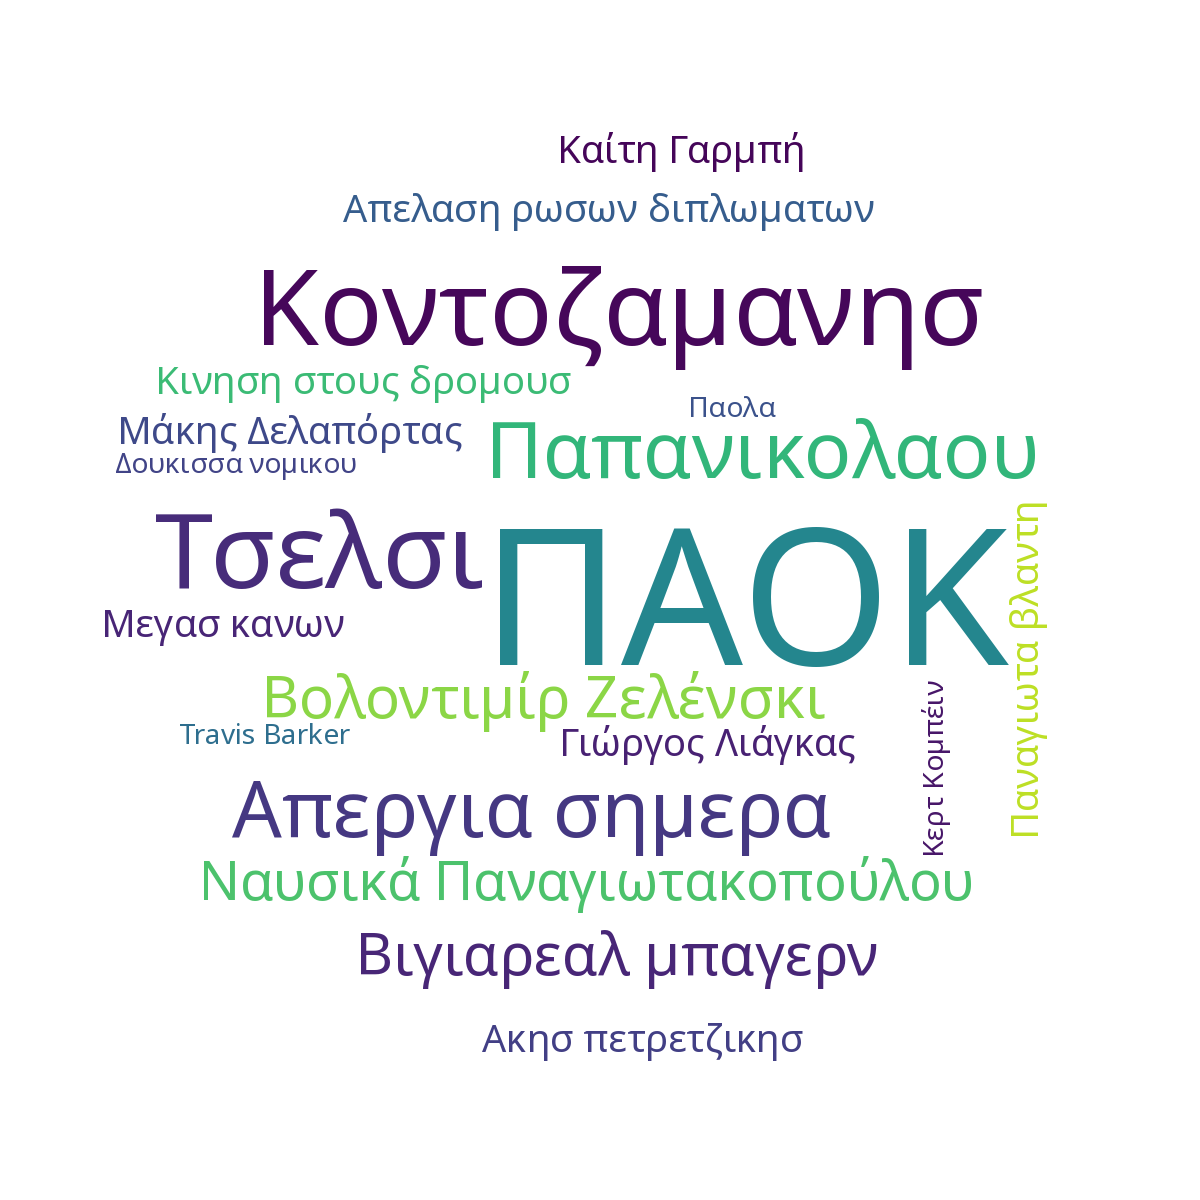 Καίτη Γαρμπή
Απελαση ρωσων διπλωματων
Κοντοζαμανησ
Κινηση στους δρομουσ
Παολα
Μάκης Δελαπόρτας
Παπανικολαου
Δουκισσα νομικου
Τσελσι
ΠΑΟΚ
Παναγιωτα βλαντη
Μεγασ κανων
Βολοντιμίρ Ζελένσκι
Travis Barker
Γιώργος Λιάγκας
Κερτ Κομπέιν
Απεργια σημερα
Ναυσικά Παναγιωτακοπούλου
Βιγιαρεαλ μπαγερν
Ακησ πετρετζικησ